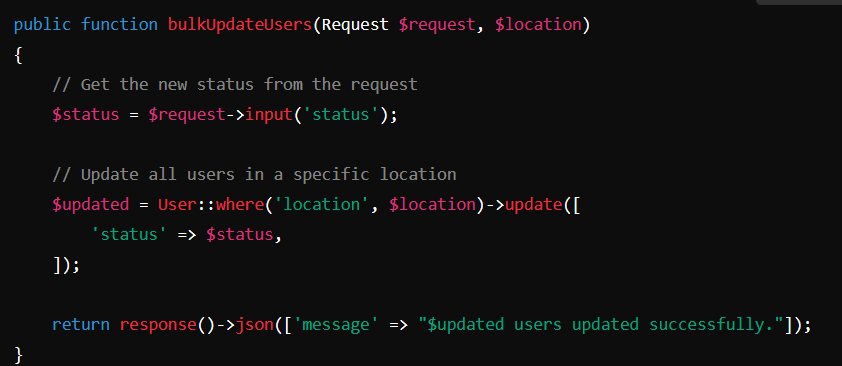 public function bulkUpdateUsers(Request $request, $location)
{
    // Get the new status from the request
    $status = $request->input('status');
    // Update all users in a specific location
    $updated = User::where('location', $location)->update([
        'status' => $status,
    ]);
    return response()->json(['message' => "$updated users updated successfully."]);
}